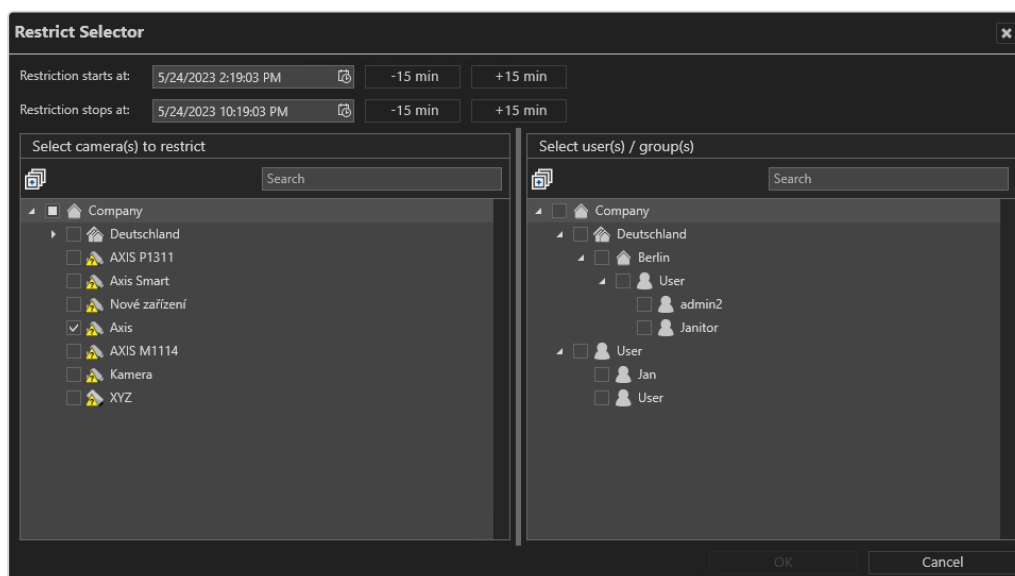 Restrict Selector
Restriction starts at: 5/24/2023 2:19:03 PM -15 min +15 min
Restriction stops at: 5/24/2023 10:19:03 PM -15 min +15 min
Select camera(s) to restrict
Search
Company
Deutschland
AXIS P1311
Axis Smart
Nové zařízení
Axis
AXIS M1114
Kamera
XYZ
Select user(s) / group(s)
Search
Company
Deutschland
Berlin
User
admin2
Janitor
User
Jan
User
OK Cancel